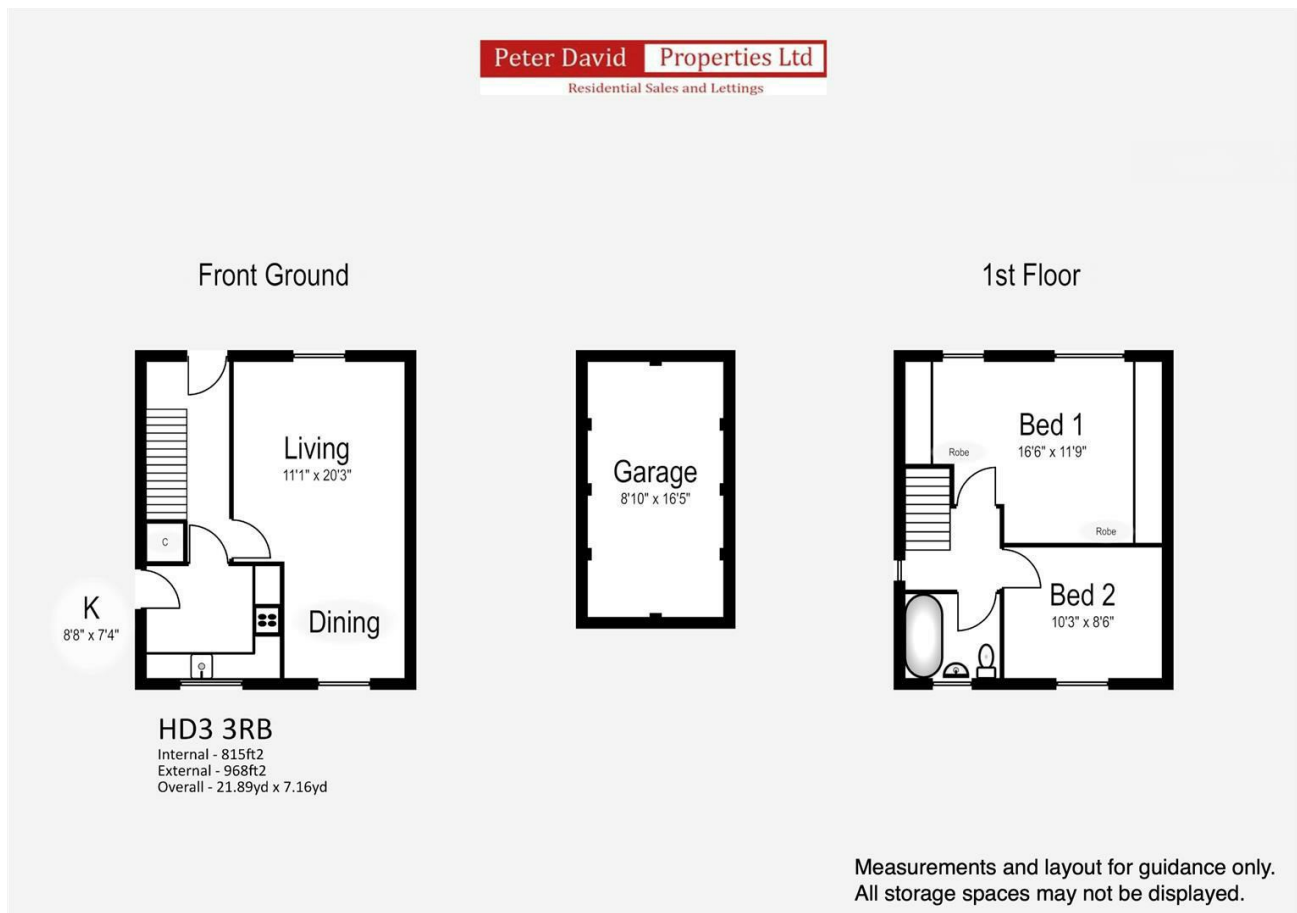 Peter David Properties Ltd
Residential Sales and Lettings
Front Ground
1st Floor
Living
11'1" x 20'3"
C
K
8'8" x 7'4"
Dining
Garage
8'10" x 16'5"
Bed 1
16'6" x 11'9"
Robe
Robe
Bed 2
10'3" x 8'6"
HD3 3RB
Internal - 815ft2
External - 968ft2
Overall - 21.89yd x 7.16yd
Measurements and layout for guidance only.
All storage spaces may not be displayed.